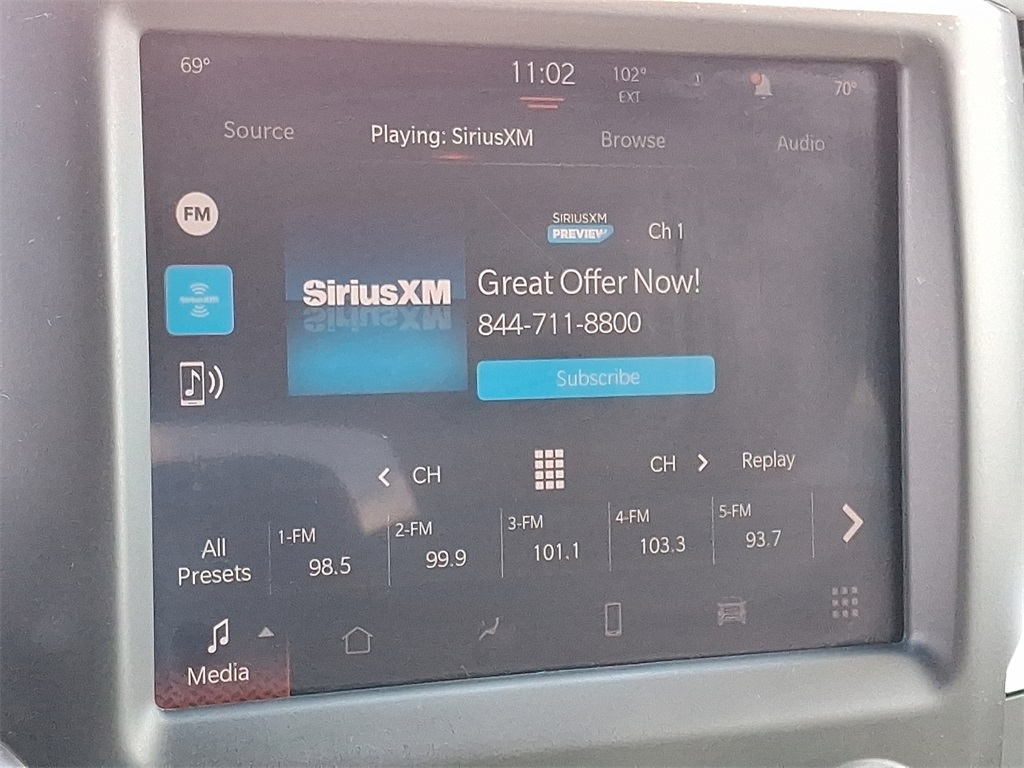 69°
11:02
102°
EXT
70°
Source
Playing: SiriusXM
Browse
Audio
FM
SIRIUSXM
PREVIEW
Ch 1
SiriusXM
SiriusXM
Great Offer Now!
844-711-8800
Subscribe
CH
CH
Replay
All
Presets
1-FM
98.5
2-FM
99.9
3-FM
101.1
4-FM
103.3
5-FM
93.7
Media